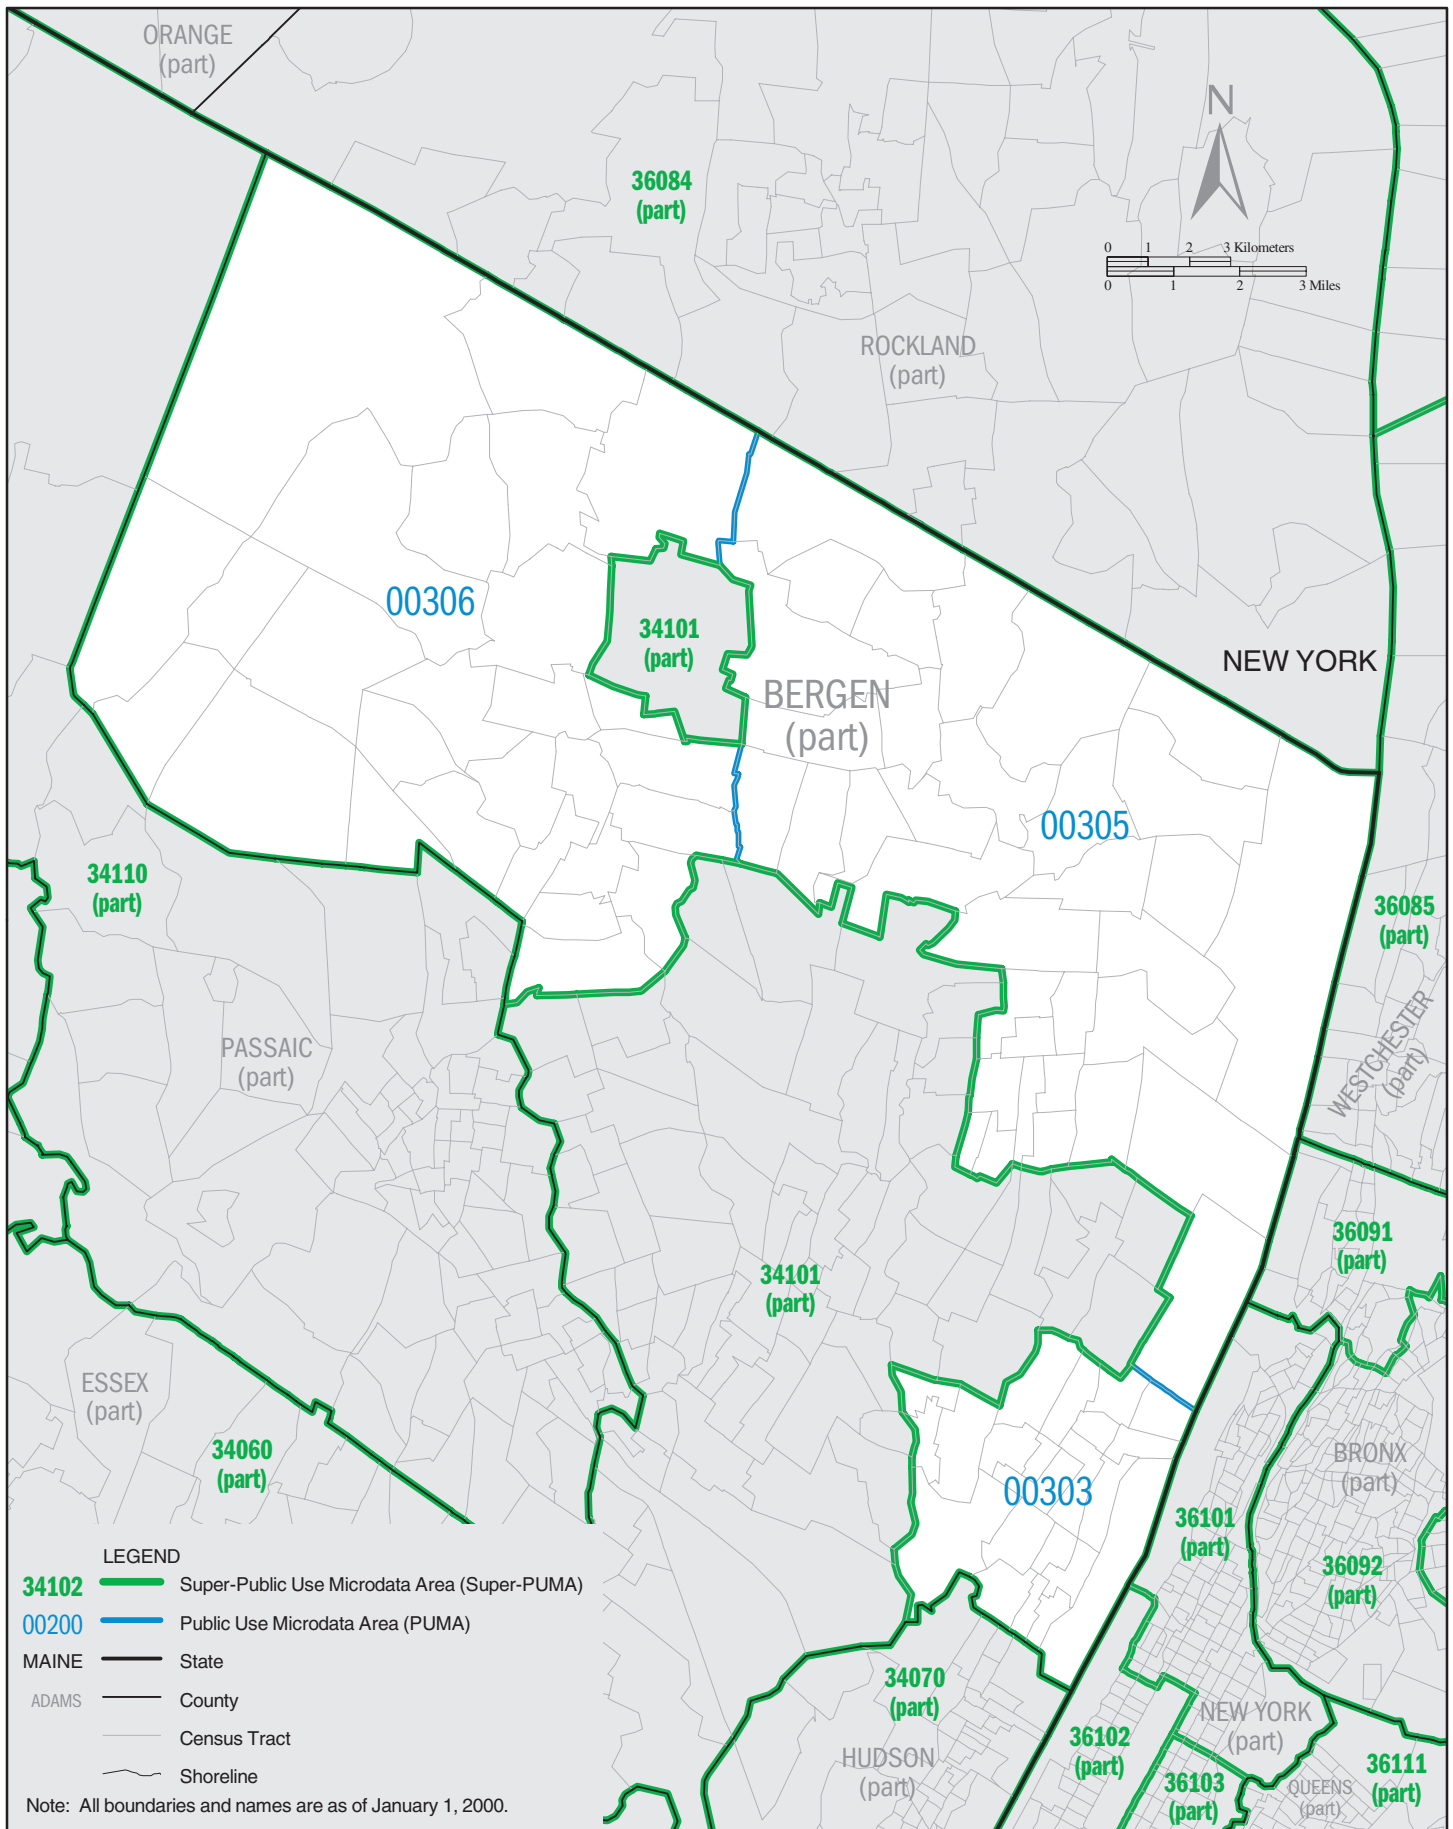 ORANGE
(part)
N
36084
(part)
0 1 2 3 Kilometers
0 1 2 3 Miles
ROCKLAND
(part)
00306
34101
(part)
NEW YORK
BERGEN
(part)
00305
34110
(part)
36085
(part)
WESTCHESTER
(part)
PASSAIC
(part)
36091
(part)
34101
(part)
ESSEX
(part)
34060
(part)
BRONX
(part)
00303
36101
(part)
36092
(part)
34070
(part)
NEW YORK
(part)
36102
(part)
HUDSON
(part)
36103
(part)
QUEENS
(part)
36111
(part)
LEGEND
34102 Super-Public Use Microdata Area (Super-PUMA)
00200 Public Use Microdata Area (PUMA)
MAINE State
ADAMS County
Census Tract
Shoreline
Note: All boundaries and names are as of January 1, 2000.